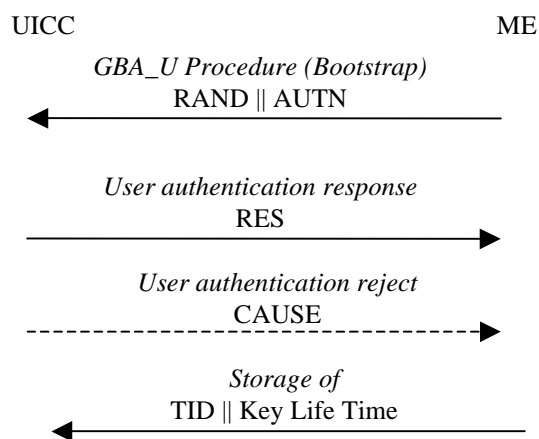 UICC ME
GBA_U Procedure (Bootstrap)
RAND || AUTN
User authentication response
RES
User authentication reject
CAUSE
Storage of
TID || Key Life Time